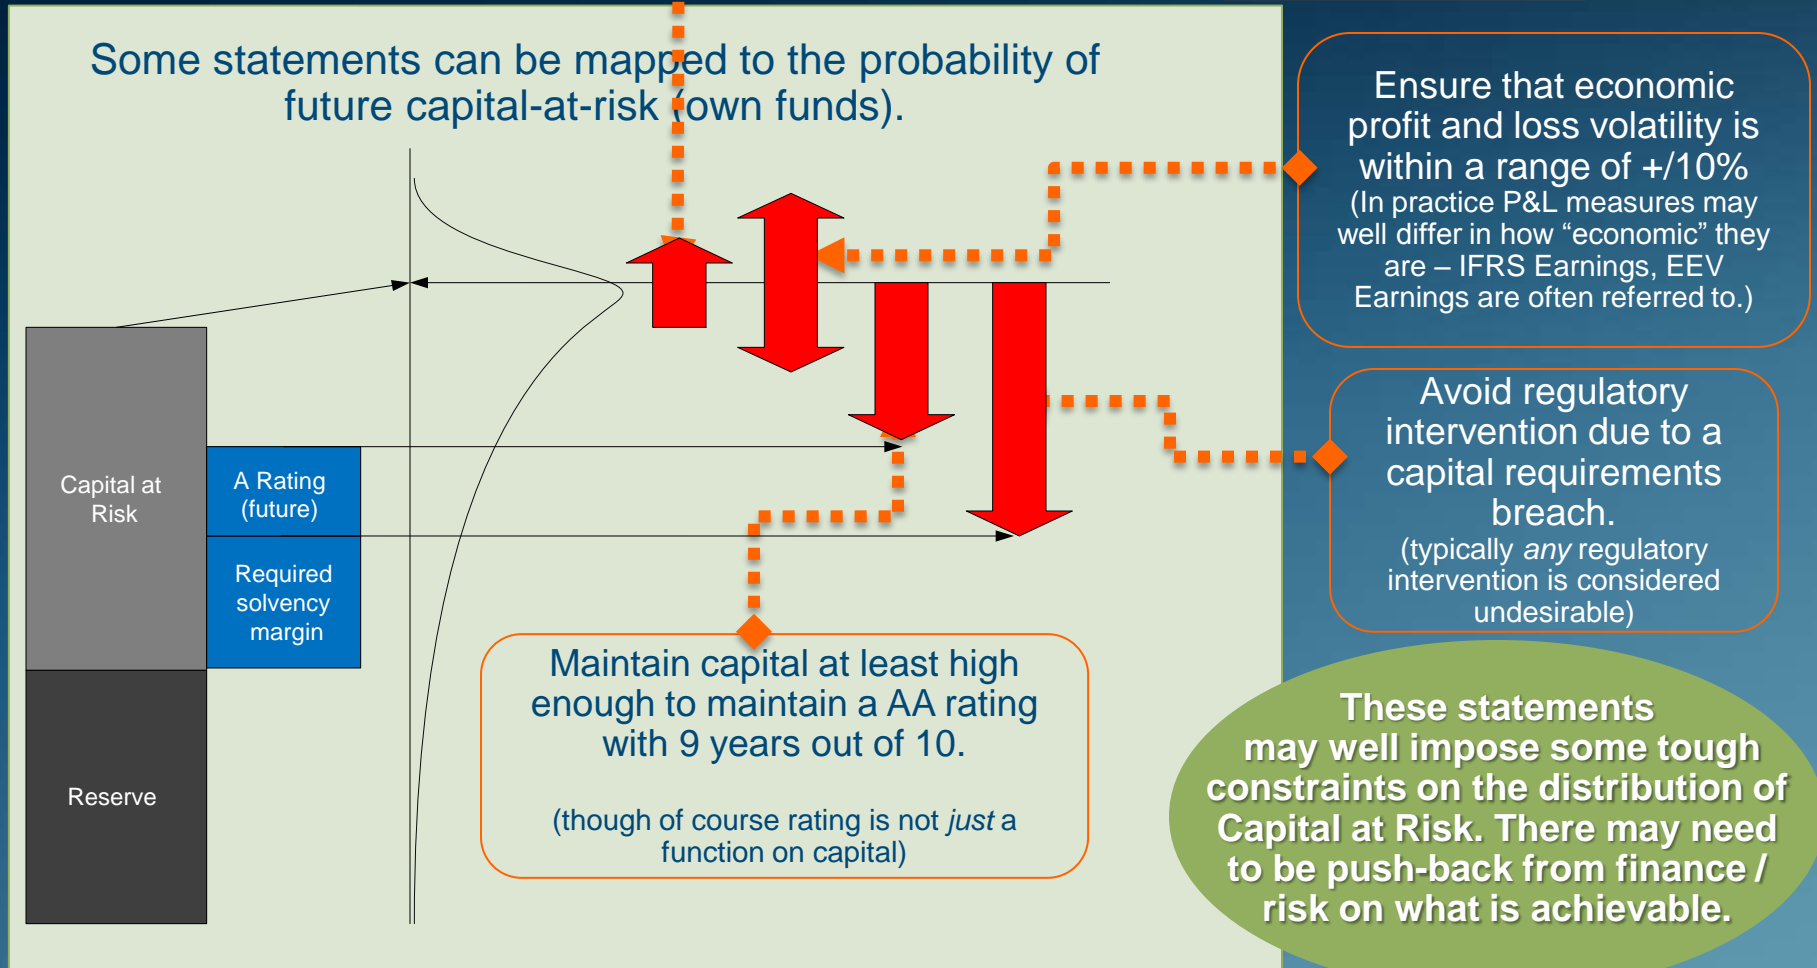 Some statements can be mapped to the probability of
future capital-at-risk (own funds).
Capital at
Risk
A Rating
(future)
Required
solvency
margin
Reserve
Maintain capital at least high
enough to maintain a AA rating
with 9 years out of 10.
(though of course rating is not just a
function on capital)
Ensure that economic
profit and loss volatility is
within a range of +/10%
(In practice P&L measures may
well differ in how “economic” they
are – IFRS Earnings, EEV
Earnings are often referred to.)
Avoid regulatory
intervention due to a
capital requirements
breach.
(typically any regulatory
intervention is considered
undesirable)
These statements
may well impose some tough
constraints on the distribution of
Capital at Risk. There may need
to be push-back from finance /
risk on what is achievable.